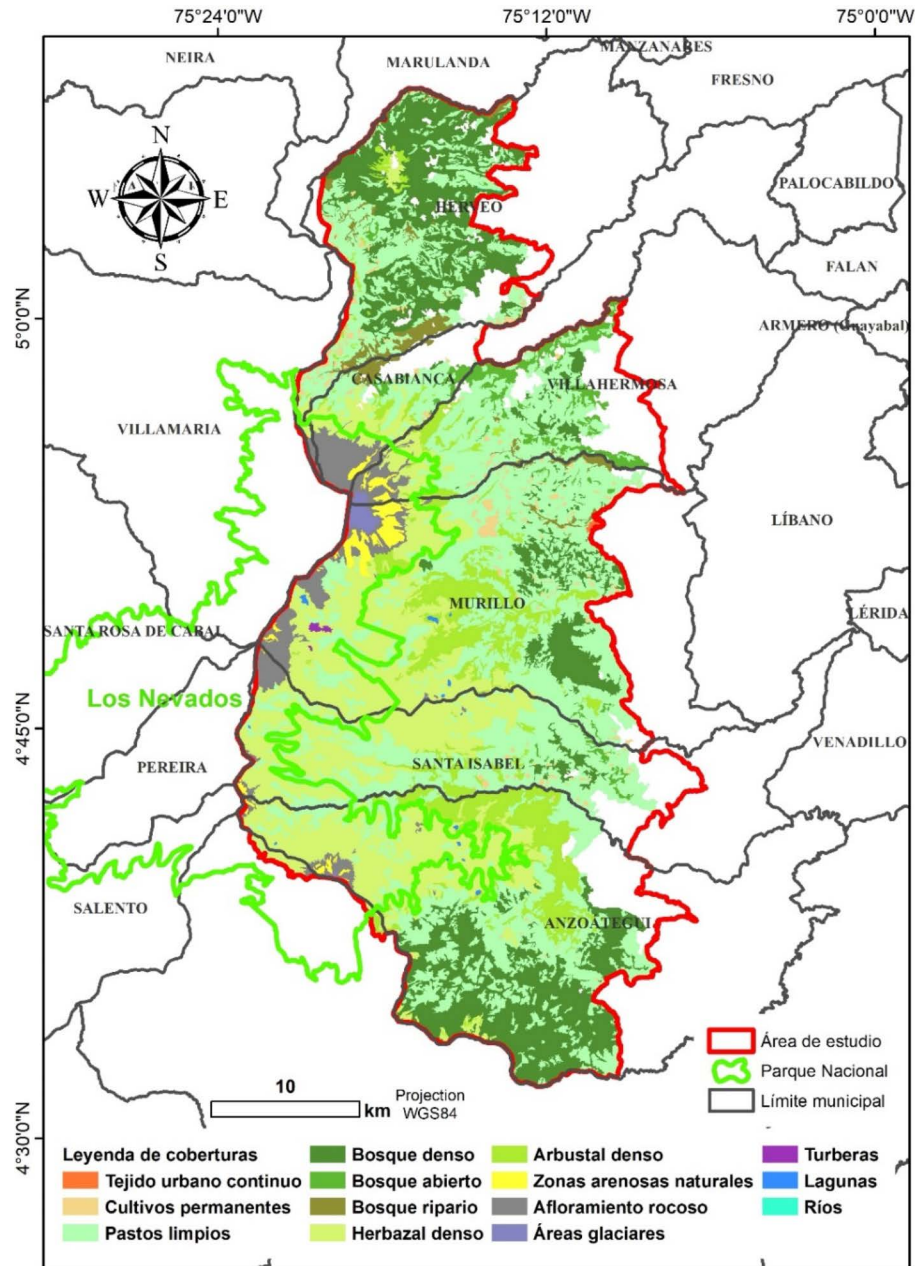 75°24'0"W 75°12'0"W 75°0'0"W
MANZANARES
NEIRA
MARULANDA
FRESNO
N
W E
S
PALOCABILDO
HERVEO
FALAN
5°0'0"N
ARMERO (Guayabal)
CASABIANCA
VILLAHERMOSA
VILLAMARIA
LÍBANO
MURILLO
LÉRIDA
SANTA ROSA DE CABAL
Los Nevados
4°45'0"N
VENADILLO
PEREIRA
SANTA ISABEL
SALENTO
ANZOÁTEGUI
Área de estudio
Parque Nacional
Límite municipal
10
km
Projection
WGS84
4°30'0"N
Leyenda de coberturas
Tejido urbano continuo
Cultivos permanentes
Pastos limpios
Bosque denso
Bosque abierto
Bosque ripario
Herbazal denso
Arbustal denso
Zonas arenosas naturales
Afloramiento rocoso
Áreas glaciares
Turberas
Lagunas
Ríos